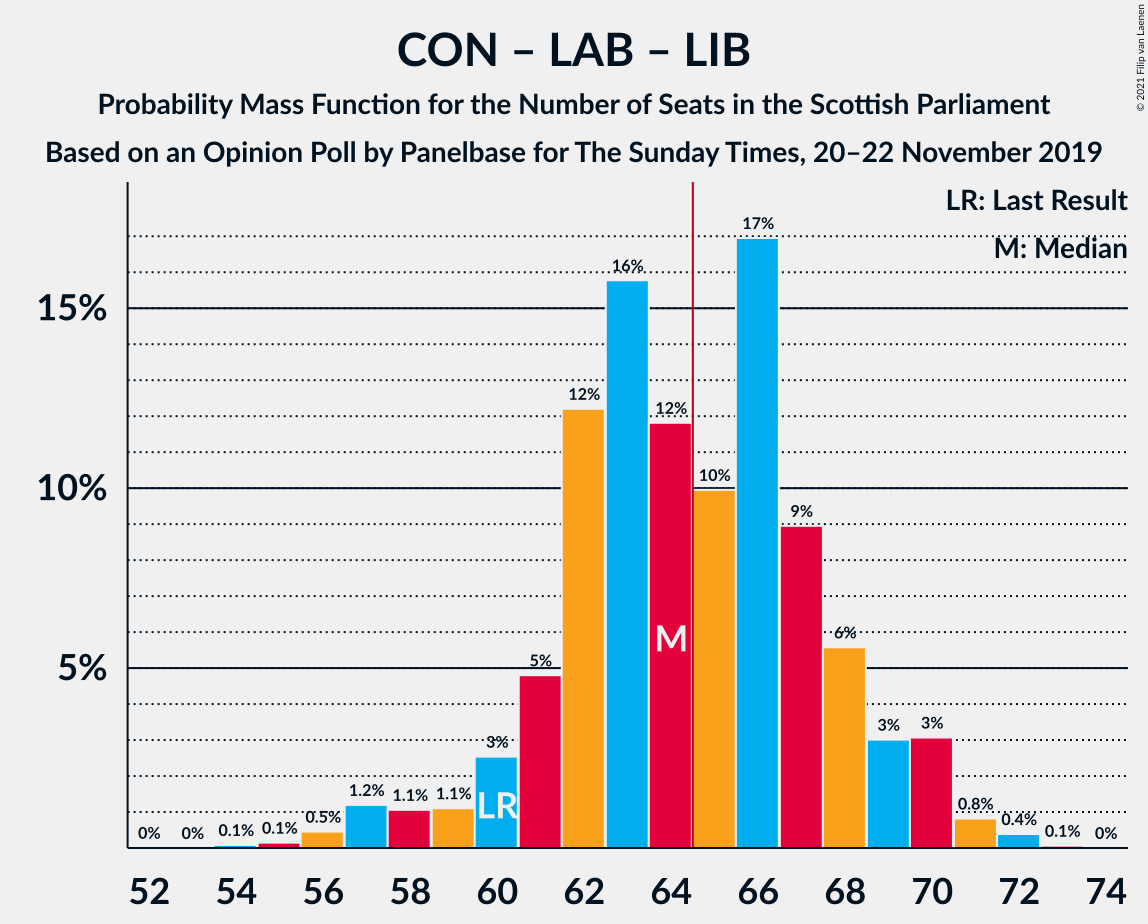 CON – LAB – LIB
Probability Mass Function for the Number of Seats in the Scottish Parliament
Based on an Opinion Poll by Panelbase for The Sunday Times, 20–22 November 2019
© 2021 Filip van Laenen
LR: Last Result
M: Median
15%
10%
5%
0%
0%
0.1%
0.1%
0.5%
1.2%
1.1%
1.1%
3%
5%
12%
16%
12%
10%
17%
9%
6%
3%
3%
0.8%
0.4%
0.1%
0%
LR
M
52 54 56 58 60 62 64 66 68 70 72 74